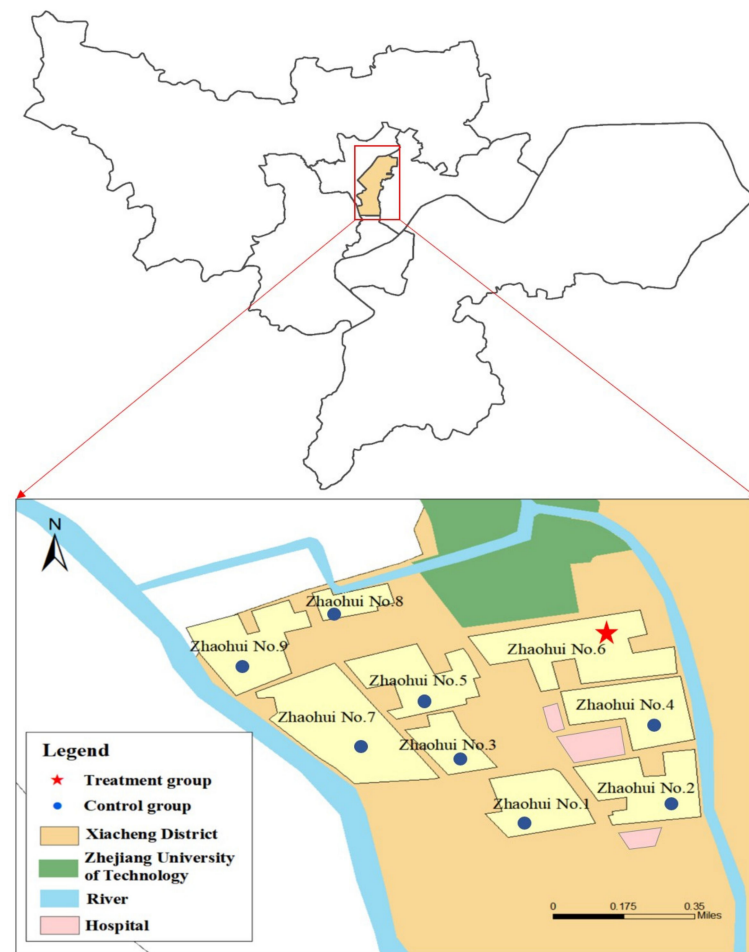 N
Zhaohui No.8
Zhaohui No.9
Zhaohui No.6
Zhaohui No.5
Zhaohui No.7
Zhaohui No.4
Zhaohui No.3
Zhaohui No.2
Zhaohui No.1
Legend
Treatment group
Control group
Xiacheng District
Zhejiang University
of Technology
River
Hospital
0 0.175 0.35
Miles